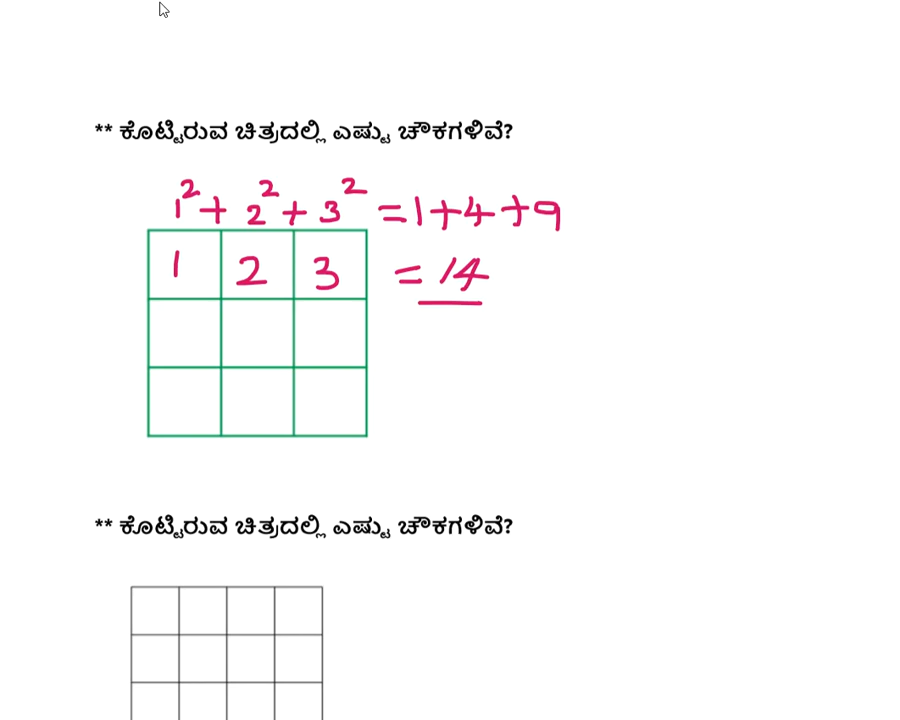 ** ಕೊಟ್ಟಿರುವ ಚಿತ್ರದಲ್ಲಿ ಎಷ್ಟು ಚೌಕಗಳಿವೆ?
1² + 2² + 3² = 1 + 4 + 9
1 2 3 = 14
** ಕೊಟ್ಟಿರುವ ಚಿತ್ರದಲ್ಲಿ ಎಷ್ಟು ಚೌಕಗಳಿವೆ?